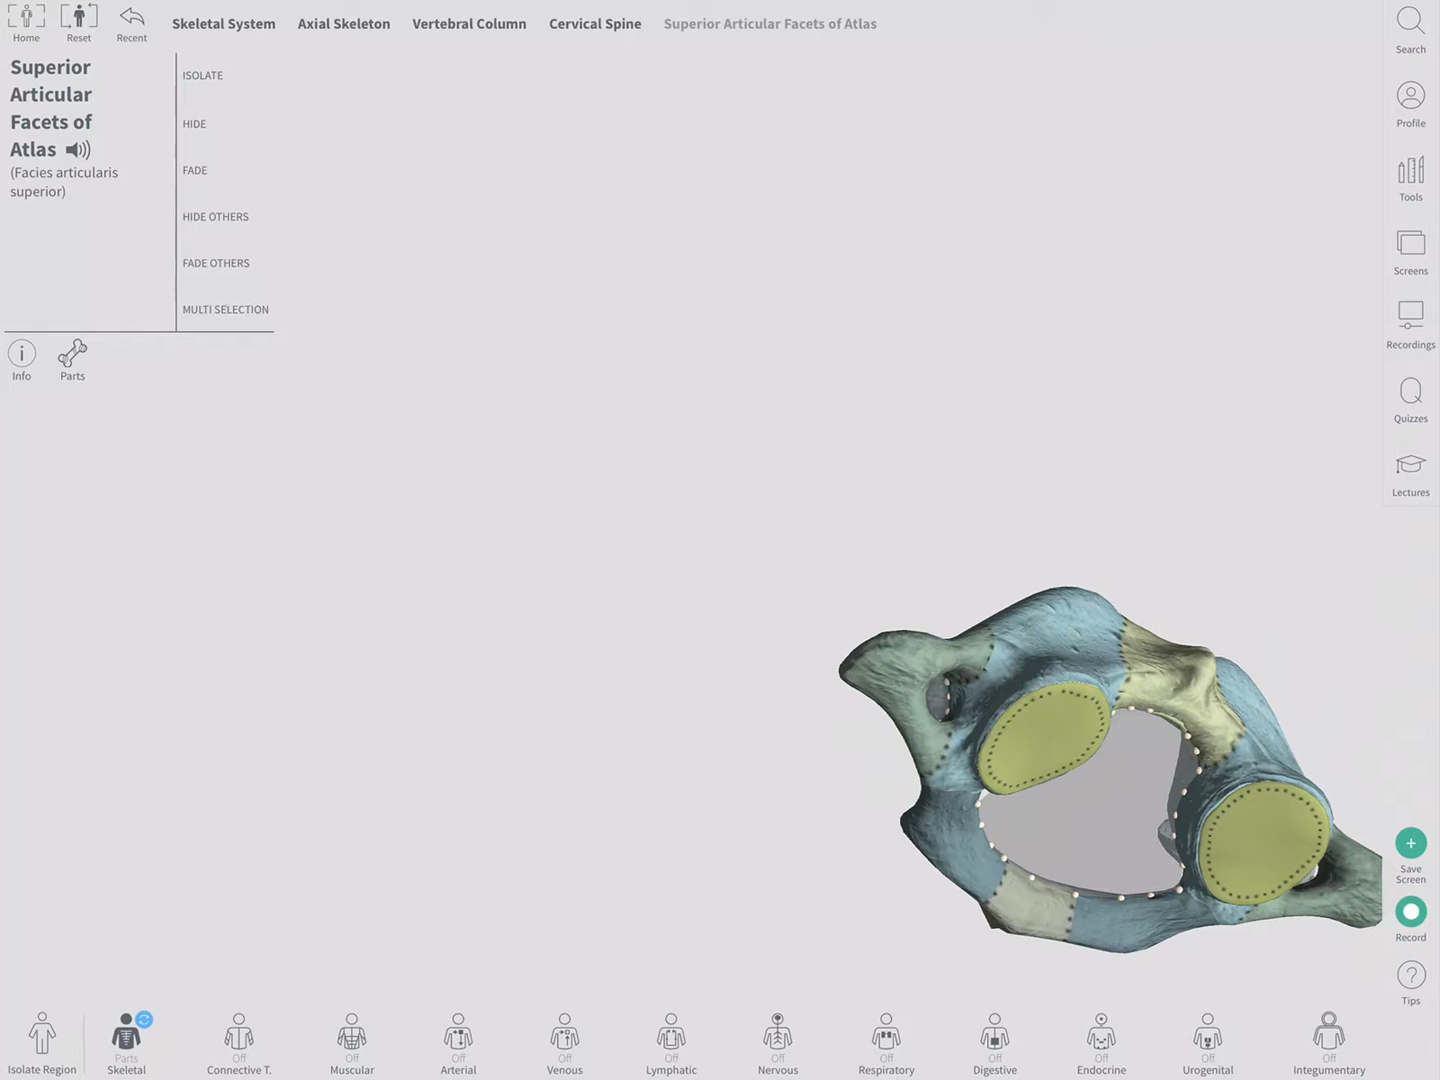 Home
Reset
Recent
Skeletal System
Axial Skeleton
Vertebral Column
Cervical Spine
Superior Articular Facets of Atlas
Superior
Articular
Facets of
Atlas
(Facies articularis
superior)
ISOLATE
HIDE
FADE
HIDE OTHERS
FADE OTHERS
MULTI SELECTION
i
Info
Parts
Search
Profile
Tools
Screens
Recordings
Q
Quizzes
Lectures
+
Save
Screen
Record
?
Tips
Isolate Region
Parts
Skeletal
Off
Connective T.
Off
Muscular
Off
Arterial
Off
Venous
Off
Lymphatic
Off
Nervous
Off
Respiratory
Off
Digestive
Off
Endocrine
Off
Urogenital
Off
Integumentary